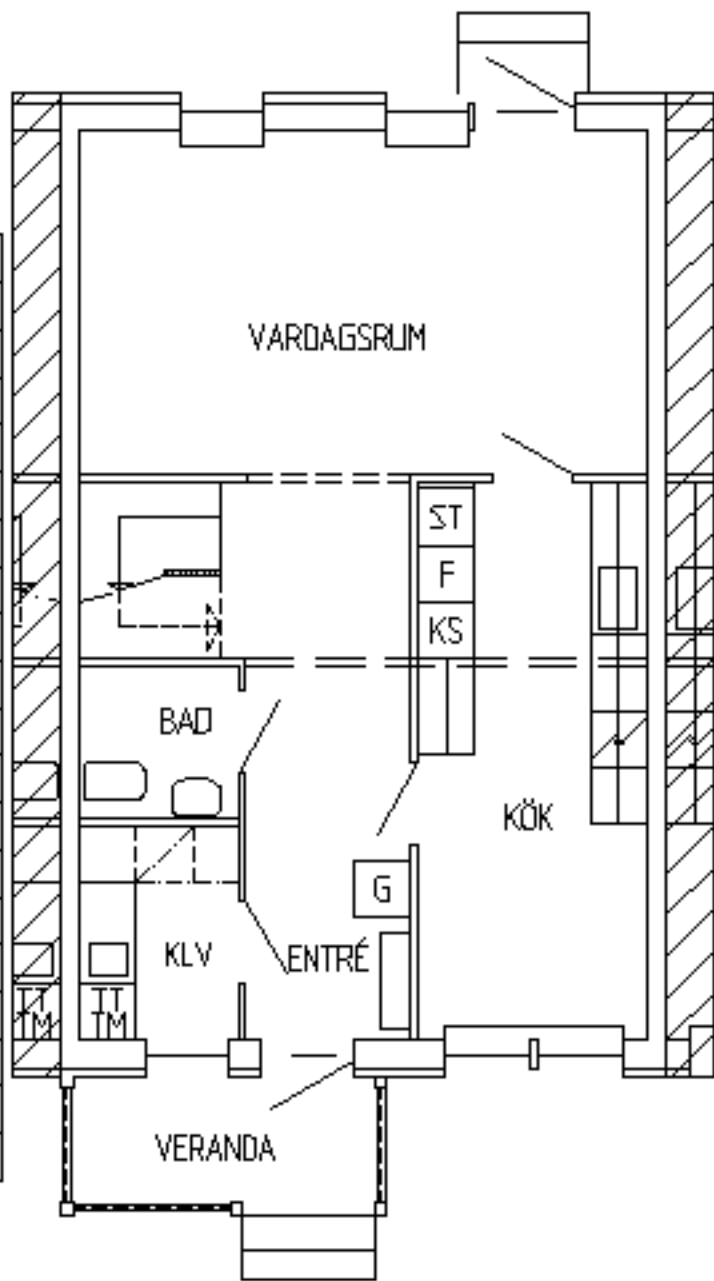 VARDAGSRUM
ST
F
KS
BAD
KÖK
G
KLV
ENTRÉ
TT
TM
TT
TM
VERANDA